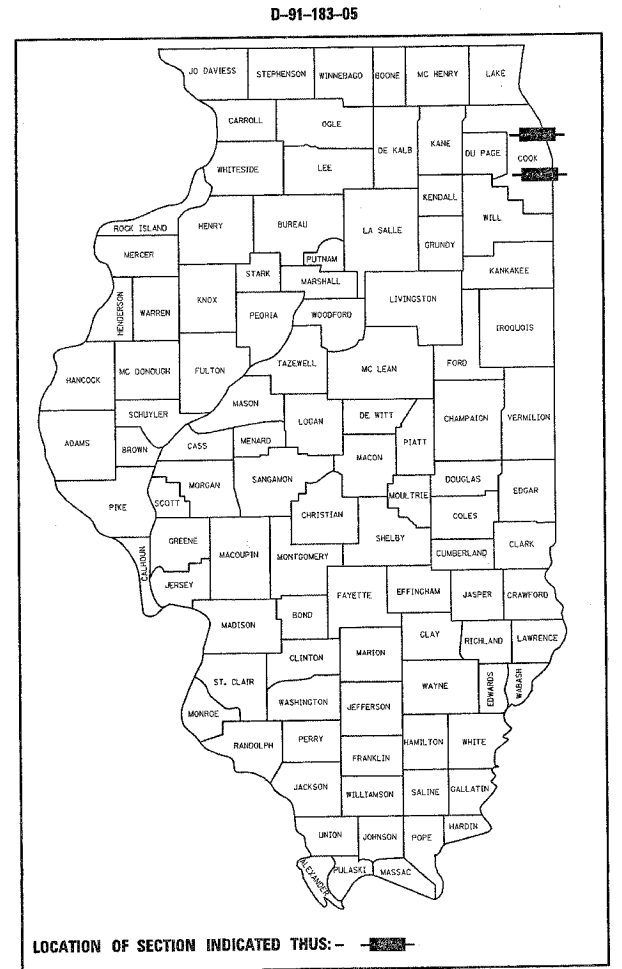 D-91-183-05
JO DAVIESS STEPHENSON WINNEBAGO BOONE MC HENRY LAKE
CARROLL OGLE
DE KALB KANE DU PAGE COOK
WHITESIDE LEE
KENDALL
WILL
ROCK ISLAND HENRY BUREAU LA SALLE GRUNDY
PUTNAM
MERCER KANKAKEE
STARK MARSHALL
HENDERSON WARREN KNOX PEORIA WOODFORD LIVINGSTON IROQUOIS
TAZEWELL MC LEAN FORD
HANCOCK MC DONOUGH FULTON
MASON
SCHUYLER LOGAN DE WITT CHAMPAIGN VERMILION
ADAMS BROWN CASS MENARD PIATT
MACON
MORGAN SANGAMON DOUGLAS
PIKE SCOTT MOULTRIE EDGAR
CHRISTIAN COLES
GREENE SHELBY
CALHOUN MACOUPIN MONTGOMERY CUMBERLAND CLARK
JERSEY
FAYETTE EFFINGHAM JASPER CRAWFORD
MADISON BOND
CLAY RICHLAND LAWRENCE
CLINTON MARION
ST. CLAIR WAYNE EDWARDS WABASH
WASHINGTON JEFFERSON
MONROE
RANDOLPH PERRY HAMILTON WHITE
FRANKLIN
JACKSON WILLIAMSON SALINE GALLATIN
UNION JOHNSON POPE HARDIN
ALEXANDER PULASKI MASSAC
LOCATION OF SECTION INDICATED THUS: -